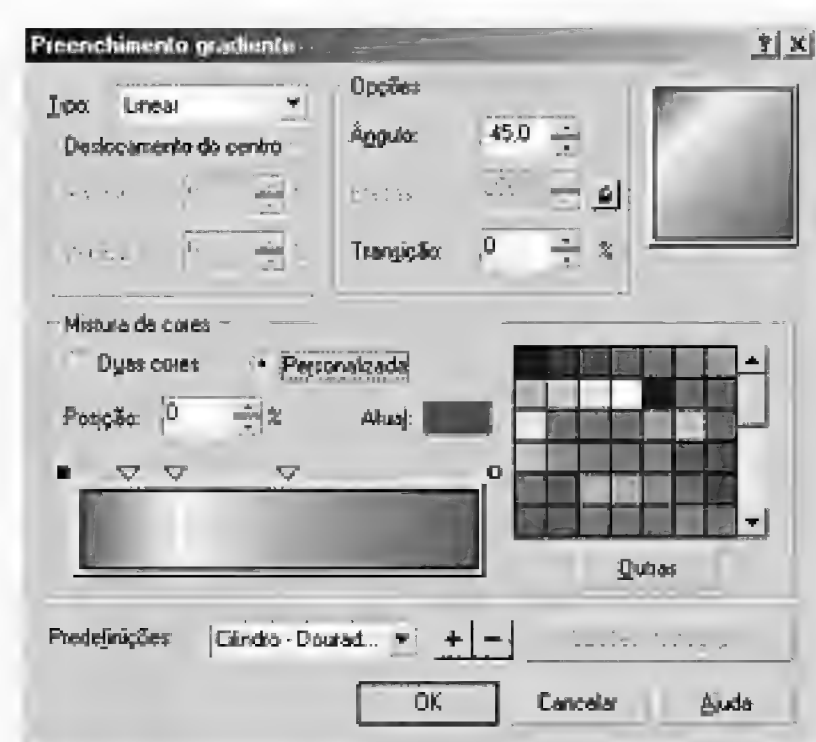 Preenchimento gradiente
Tipo: Linear
Deslocamento do centro
Opções
Ângulo: 45,0
Transição: 0 %
Mistura de cores
Duas cores Personalizada
Posição: 0 % Atual:
Outras
Predefinições: Cilindro - Dourad... + -
OK Cancelar Ajuda